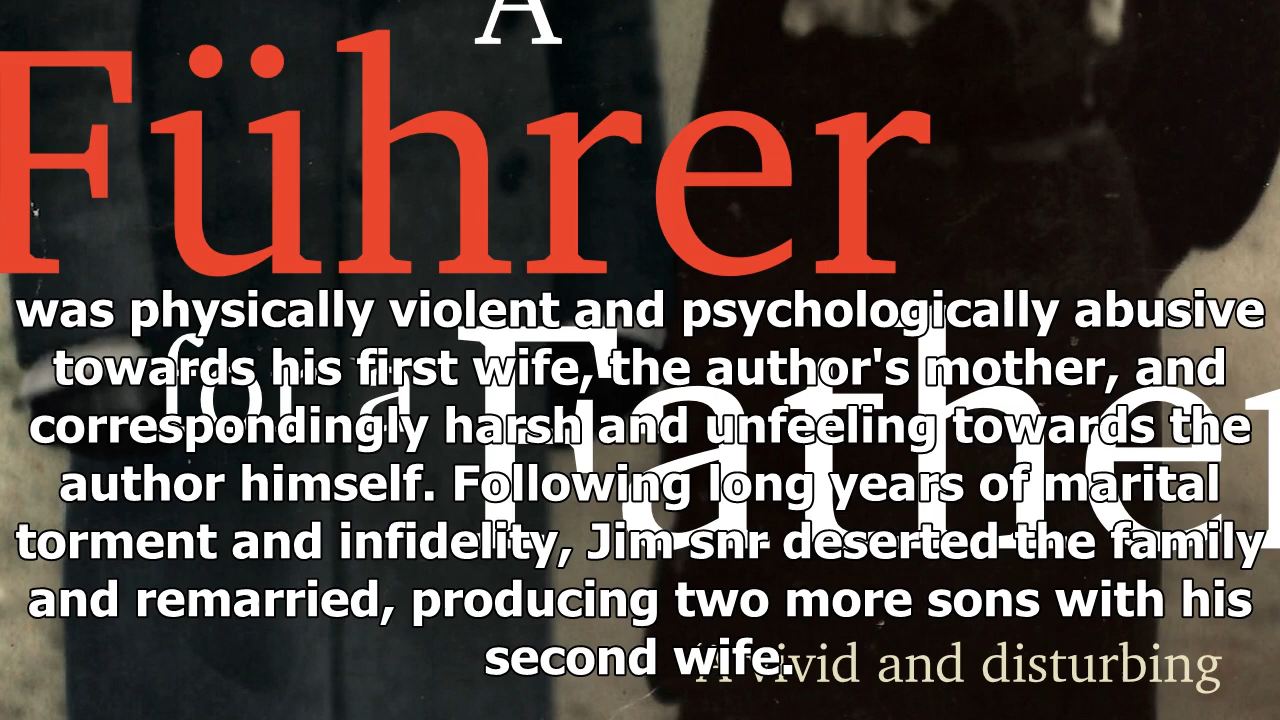 A
Führer
was physically violent and psychologically abusive
towards his first wife, the author's mother, and
for a Father
correspondingly harsh and unfeeling towards the
author himself. Following long years of marital
torment and infidelity, Jim snr deserted the family
and remarried, producing two more sons with his
second wife.
A vivid and disturbing